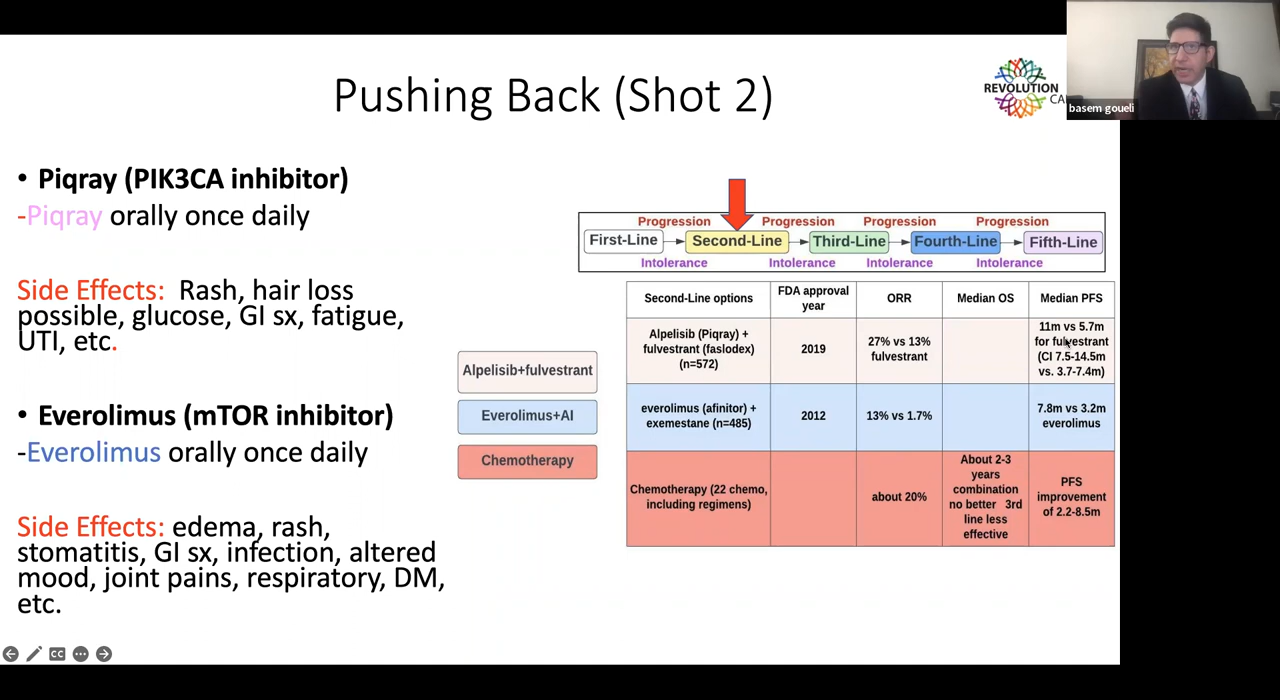 Pushing Back (Shot 2)
REVOLUTION
CA
basem goueli
• Piqray (PIK3CA inhibitor)
-Piqray orally once daily
Side Effects: Rash, hair loss
possible, glucose, GI sx, fatigue,
UTI, etc.
• Everolimus (mTOR inhibitor)
-Everolimus orally once daily
Side Effects: edema, rash,
stomatitis, GI sx, infection, altered
mood, joint pains, respiratory, DM,
etc.
Alpelisib+fulvestrant
Everolimus+AI
Chemotherapy
Progression Progression Progression Progression
First-Line Second-Line Third-Line Fourth-Line Fifth-Line
Intolerance Intolerance Intolerance Intolerance
Second-Line options
FDA approval
year
ORR
Median OS
Median PFS
Alpelisib (Piqray) +
fulvestrant (faslodex)
(n=572)
2019
27% vs 13%
fulvestrant
11m vs 5.7m
for fulvestrant
(CI 7.5-14.5m
vs. 3.7-7.4m)
everolimus (afinitor) +
exemestane (n=485)
2012
13% vs 1.7%
7.8m vs 3.2m
everolimus
Chemotherapy (22 chemo,
including regimens)
about 20%
About 2-3
years
combination
no better 3rd
line less
effective
PFS
improvement
of 2.2-8.5m
CC